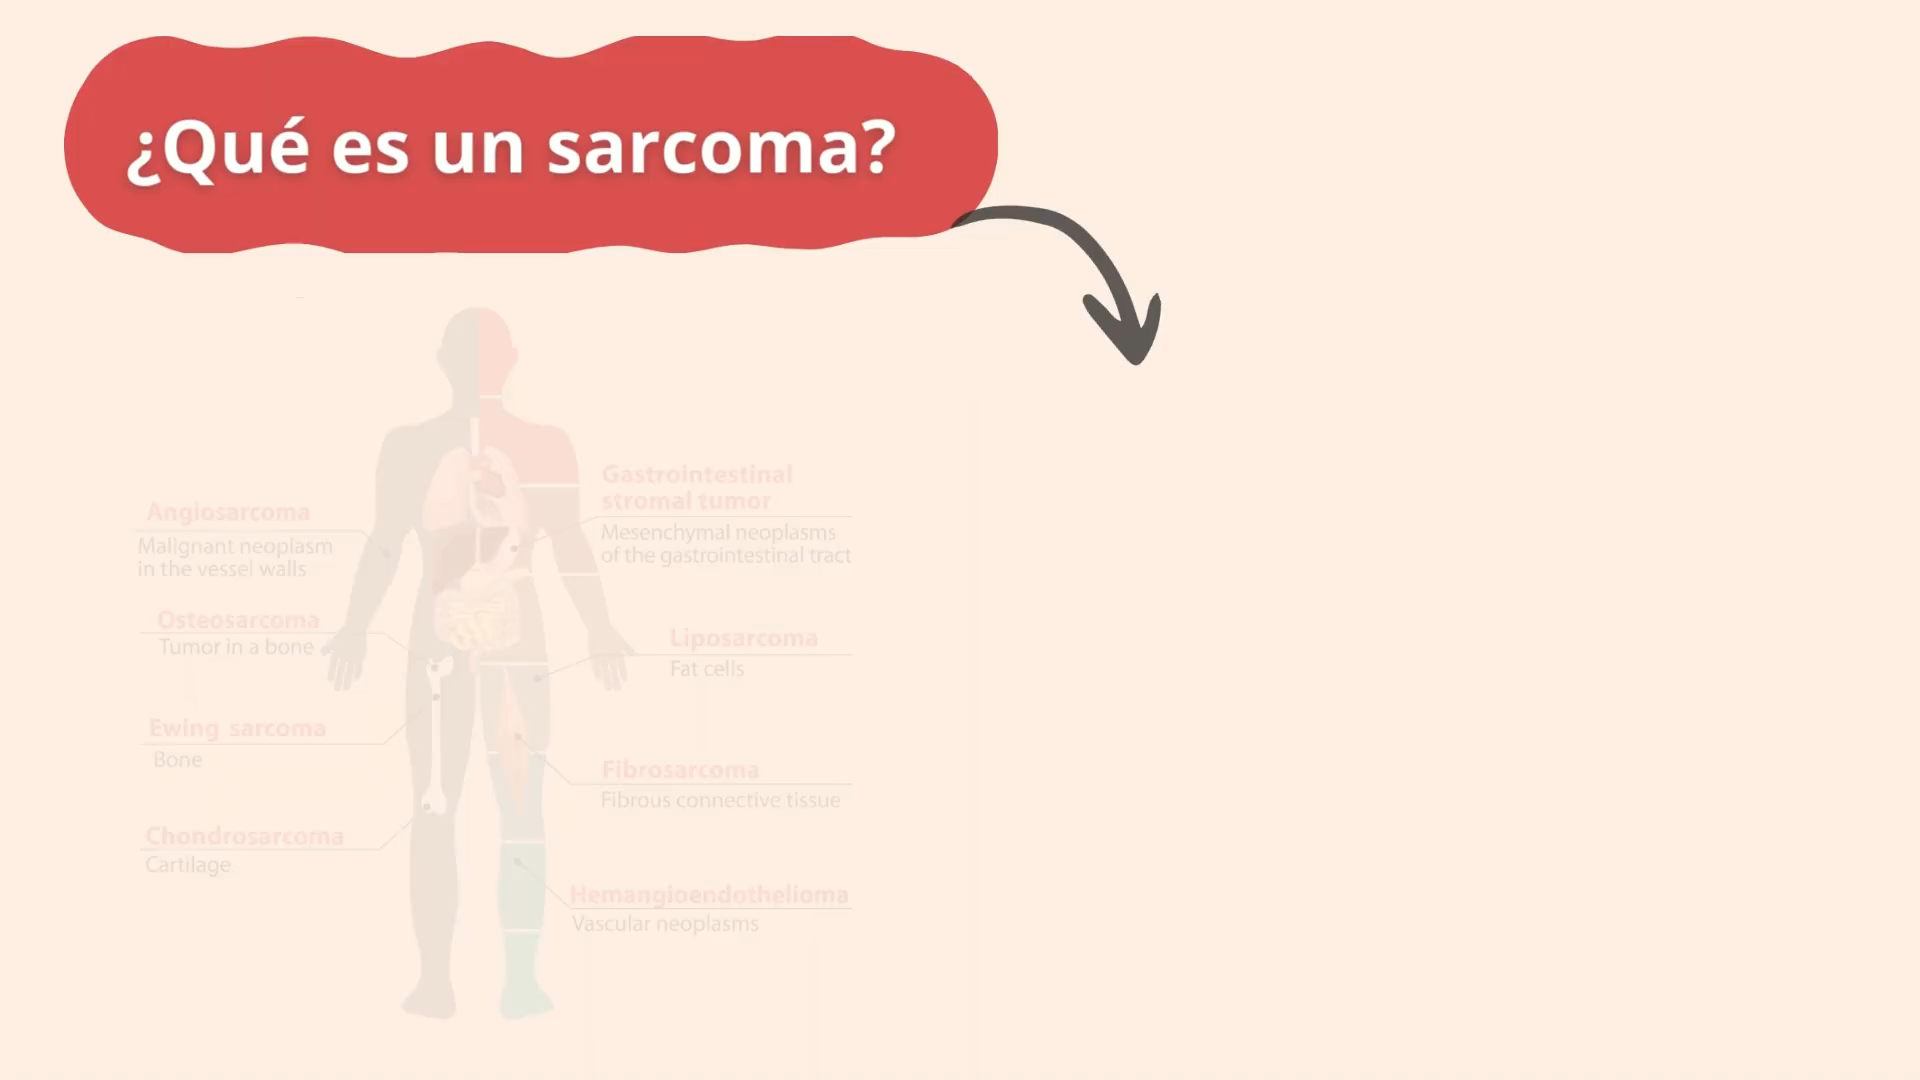 ¿Qué es un sarcoma?
Angiosarcoma
Malignant neoplasm
in the vessel walls
Osteosarcoma
Tumor in a bone
Ewing sarcoma
Bone
Chondrosarcoma
Cartilage
Gastrointestinal
stromal tumor
Mesenchymal neoplasms
of the gastrointestinal tract
Liposarcoma
Fat cells
Fibrosarcoma
Fibrous connective tissue
Hemangioendothelioma
Vascular neoplasms